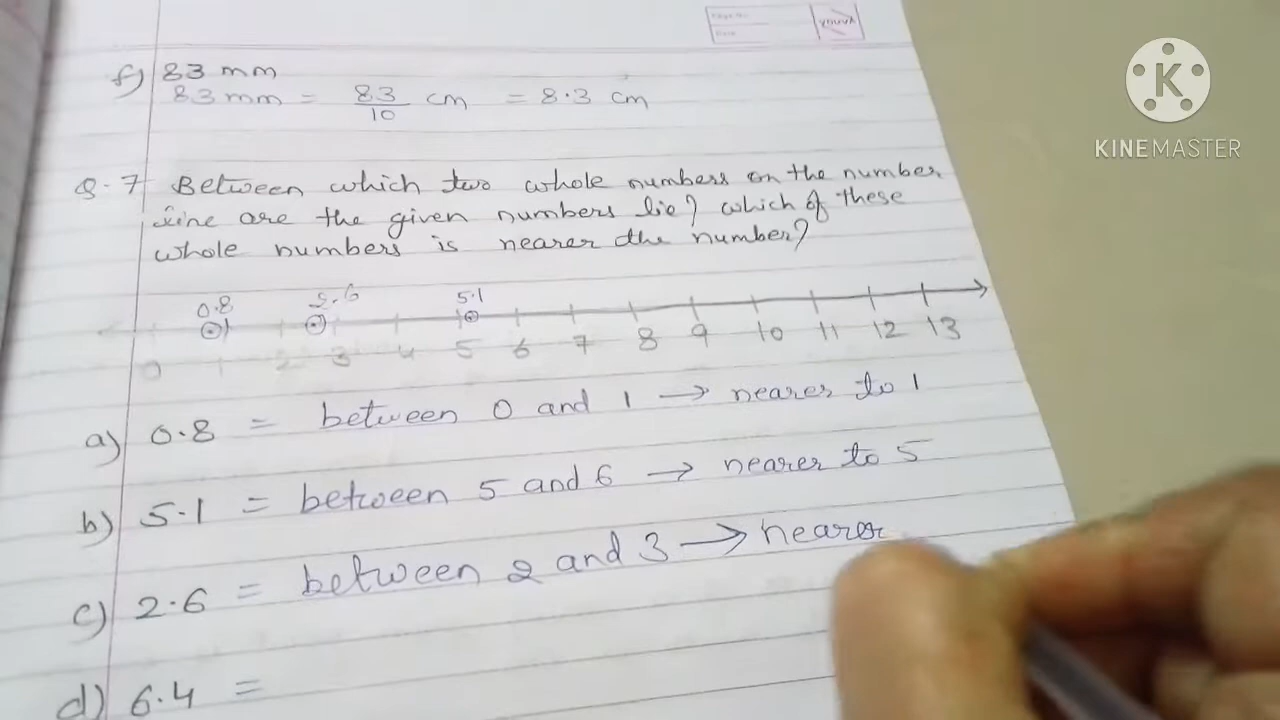 YOUVA
KINEMASTER
f) 83 mm
83 mm = 83/10 cm = 8.3 cm
Q.7 Between which two whole numbers on the number
line are the given numbers lie? which of these
whole numbers is nearer the number?
0.8 2.6 5.1
0 1 2 3 4 5 6 7 8 9 10 11 12 13
a) 0.8 = between 0 and 1 → nearer to 1
b) 5.1 = between 5 and 6 → nearer to 5
c) 2.6 = between 2 and 3 → nearer
d) 6.4 =